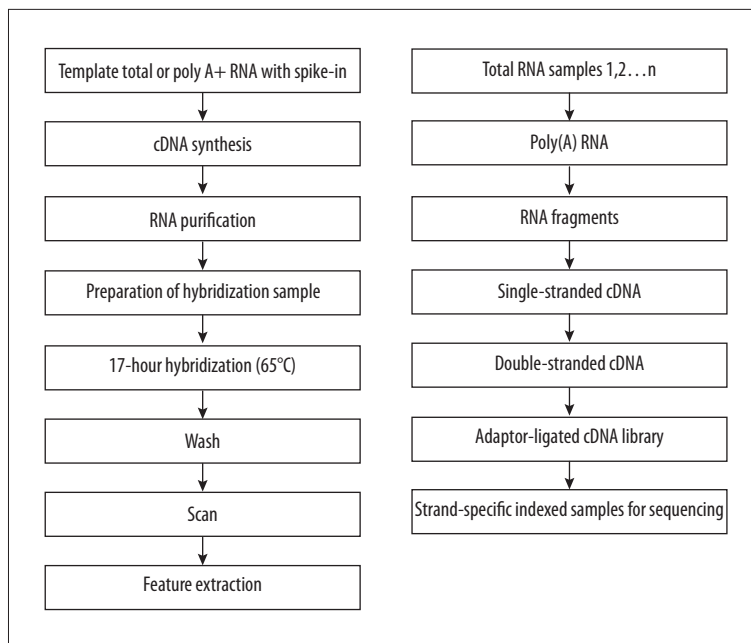 Template total or poly A+ RNA with spike-in
cDNA synthesis
RNA purification
Preparation of hybridization sample
17-hour hybridization (65°C)
Wash
Scan
Feature extraction
Total RNA samples 1,2…n
Poly(A) RNA
RNA fragments
Single-stranded cDNA
Double-stranded cDNA
Adaptor-ligated cDNA library
Strand-specific indexed samples for sequencing